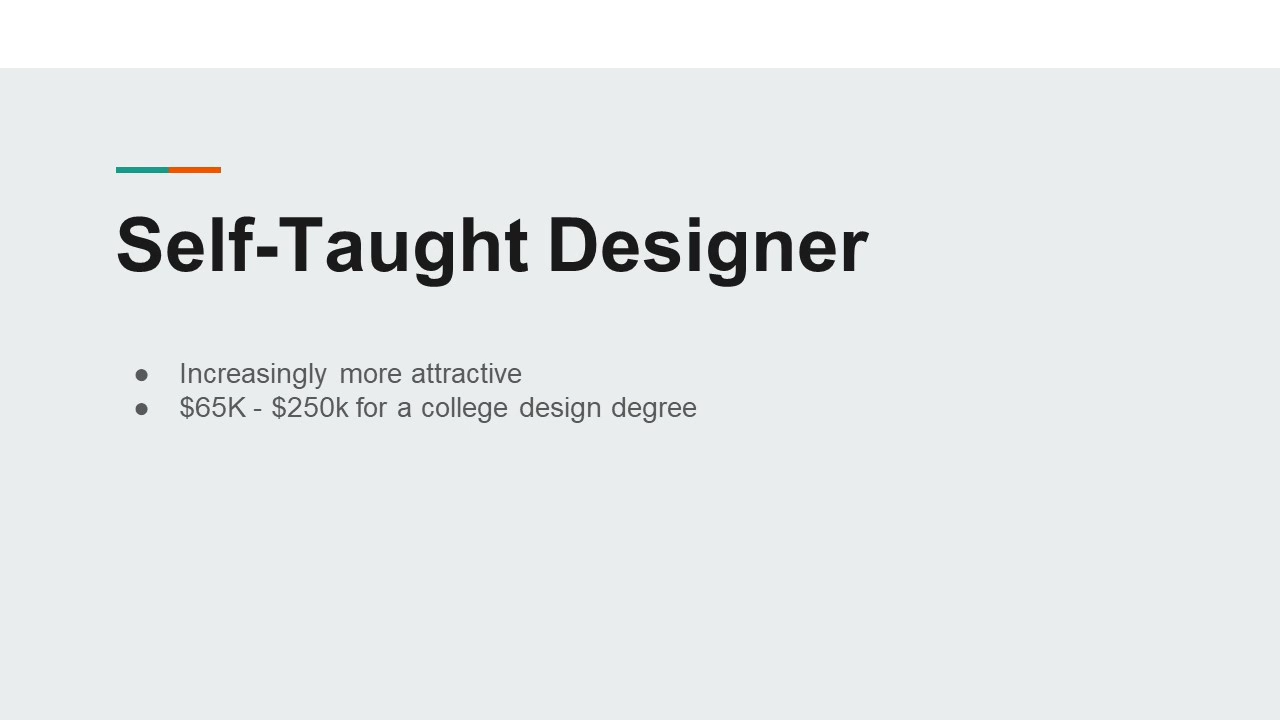 Self-Taught Designer
● Increasingly more attractive
● $65K - $250k for a college design degree